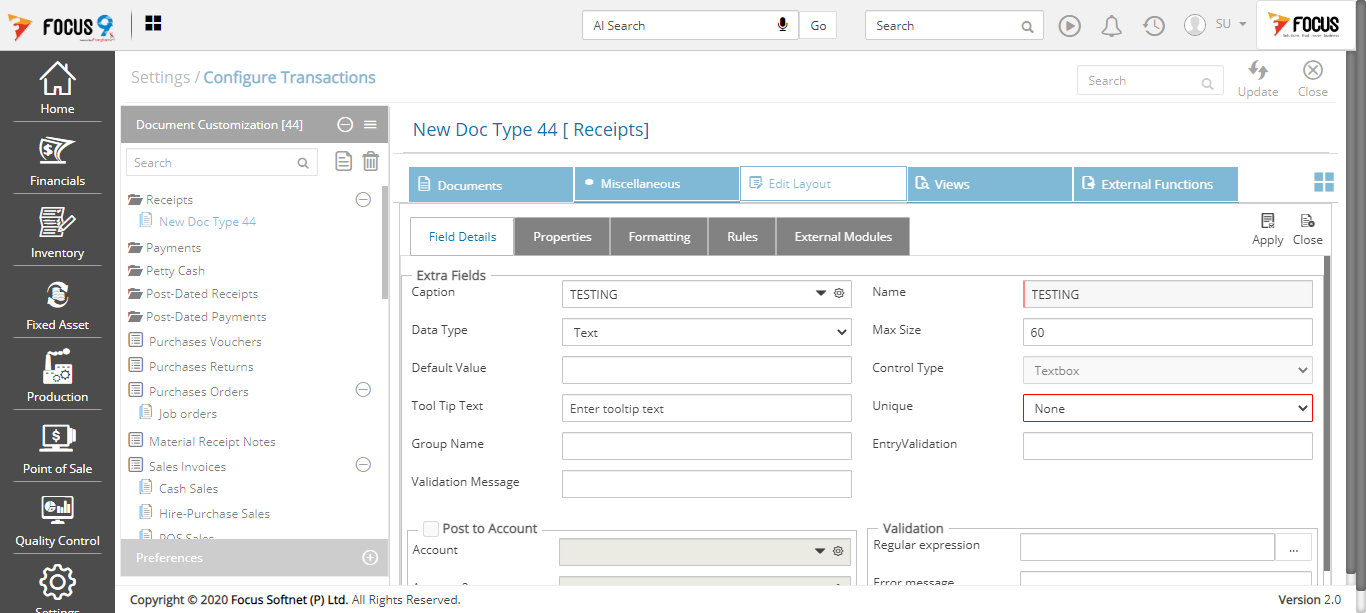 FOCUS 9
AI Search
Go
Search
SU
FOCUS
Home
Financials
Inventory
Fixed Asset
Production
Point of Sale
Quality Control
Settings
Settings / Configure Transactions
Search
Update
Close
Document Customization [44]
Search
Receipts
New Doc Type 44
Payments
Petty Cash
Post-Dated Receipts
Post-Dated Payments
Purchases Vouchers
Purchases Returns
Purchases Orders
Job orders
Material Receipt Notes
Sales Invoices
Cash Sales
Hire-Purchase Sales
POS Sales
Preferences
New Doc Type 44 [ Receipts]
Documents
Miscellaneous
Edit Layout
Views
External Functions
Field Details
Properties
Formatting
Rules
External Modules
Apply
Close
Extra Fields
Caption
TESTING
Name
TESTING
Data Type
Text
Max Size
60
Default Value
Control Type
Textbox
Tool Tip Text
Enter tooltip text
Unique
None
Group Name
EntryValidation
Validation Message
Post to Account
Account
Validation
Regular expression
...
Error message
Copyright © 2020 Focus Softnet (P) Ltd. All Rights Reserved.
Version 2.0